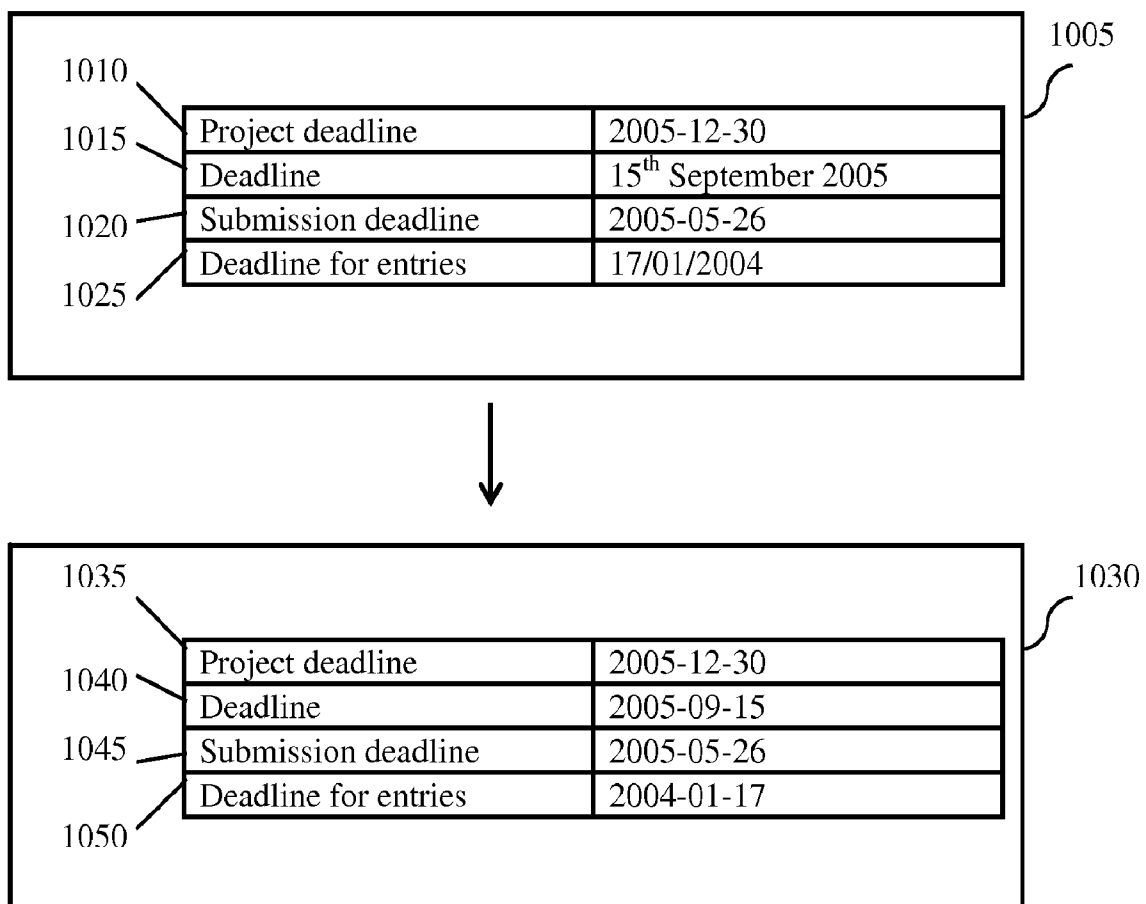 1005
1010
Project deadline 2005-12-30
1015
Deadline 15th September 2005
1020
Submission deadline 2005-05-26
Deadline for entries 17/01/2004
1025
1035
1030
Project deadline 2005-12-30
1040
Deadline 2005-09-15
1045
Submission deadline 2005-05-26
Deadline for entries 2004-01-17
1050